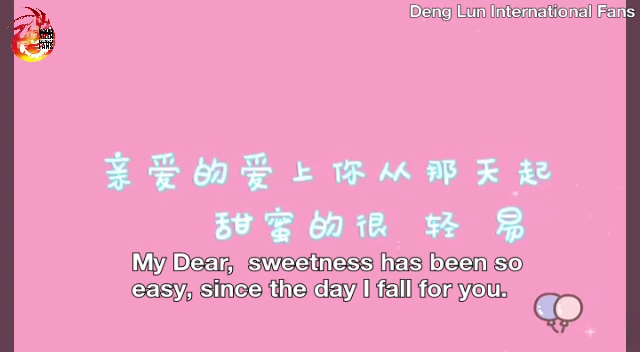 Deng Lun International Fans
亲爱的爱上你从那天起
甜蜜的很 轻 易
My Dear, sweetness has been so
easy, since the day I fall for you.